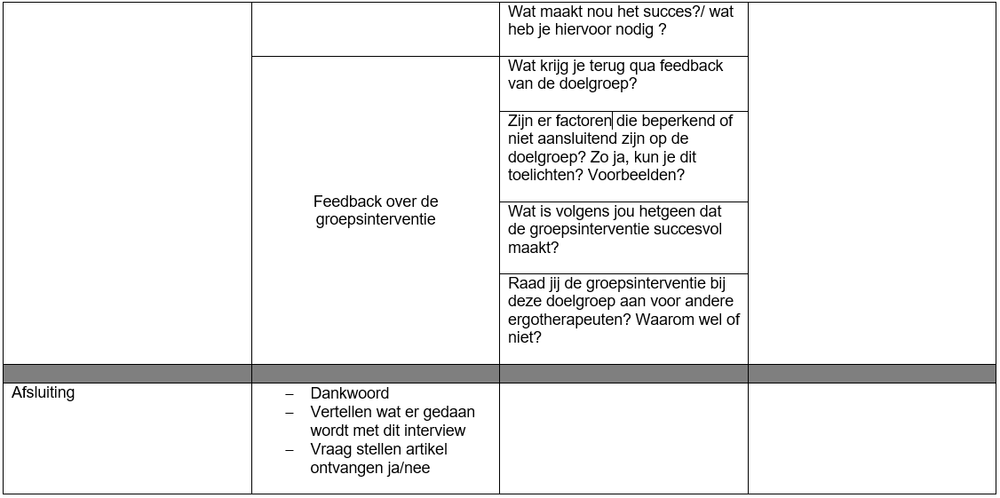 Wat maakt nou het succes?/ wat
heb je hiervoor nodig ?
Feedback over de
groepsinterventie
Wat krijg je terug qua feedback
van de doelgroep?
Zijn er factoren die beperkend of
niet aansluitend zijn op de
doelgroep? Zo ja, kun je dit
toelichten? Voorbeelden?
Wat is volgens jou hetgeen dat
de groepsinterventie succesvol
maakt?
Raad jij de groepsinterventie bij
deze doelgroep aan voor andere
ergotherapeuten? Waarom wel of
niet?
Afsluiting
– Dankwoord
– Vertellen wat er gedaan
wordt met dit interview
– Vraag stellen artikel
ontvangen ja/nee